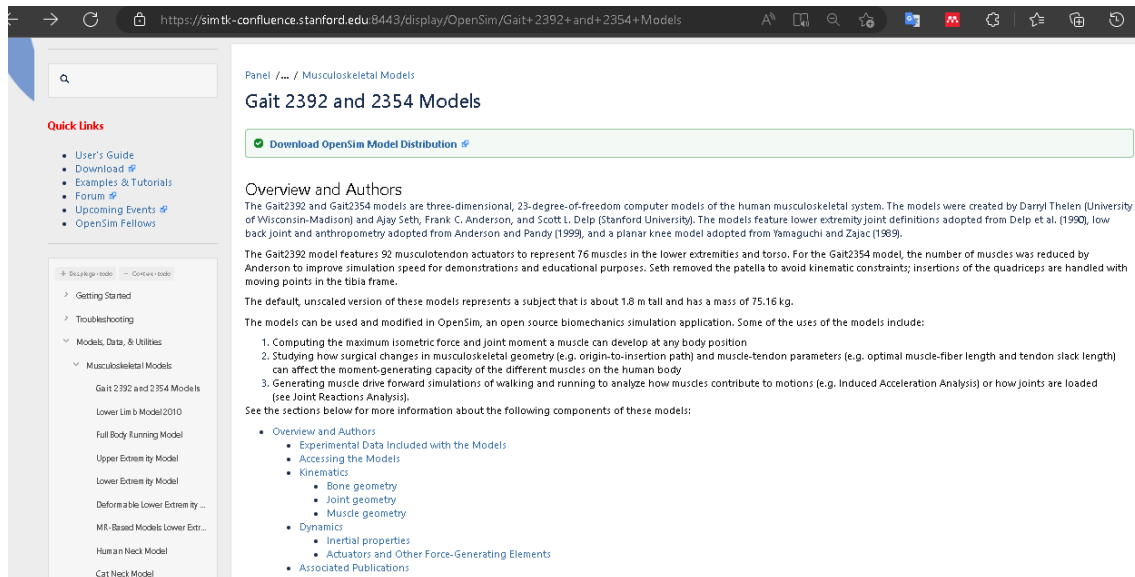 https://simtk-confluence.stanford.edu:8443/display/OpenSim/Gait+2392+and+2354+Models
Quick Links
User's Guide
Download
Examples & Tutorials
Forum
Upcoming Events
OpenSim Fellows
+ Despliega todo − Contraer todo
Getting Started
Troubleshooting
Models, Data, & Utilities
Musculoskeletal Models
Gait 2392 and 2354 Models
Lower Limb Model 2010
Full Body Running Model
Upper Extremity Model
Lower Extremity Model
Deformable Lower Extremity ...
MR-Based Models Lower Extr...
Human Neck Model
Cat Neck Model
Panel /... / Musculoskeletal Models
Gait 2392 and 2354 Models
Download OpenSim Model Distribution
Overview and Authors
The Gait2392 and Gait2354 models are three-dimensional, 23-degree-of-freedom computer models of the human musculoskeletal system. The models were created by Darryl Thelen (University
of Wisconsin-Madison) and Ajay Seth, Frank C. Anderson, and Scott L. Delp (Stanford University). The models feature lower extremity joint definitions adopted from Delp et al. (1990), low
back joint and anthropometry adopted from Anderson and Pandy (1999), and a planar knee model adopted from Yamaguchi and Zajac (1989).
The Gait2392 model features 92 musculotendon actuators to represent 76 muscles in the lower extremities and torso. For the Gait2354 model, the number of muscles was reduced by
Anderson to improve simulation speed for demonstrations and educational purposes. Seth removed the patella to avoid kinematic constraints; insertions of the quadriceps are handled with
moving points in the tibia frame.
The default, unscaled version of these models represents a subject that is about 1.8 m tall and has a mass of 75.16 kg.
The models can be used and modified in OpenSim, an open source biomechanics simulation application. Some of the uses of the models include:
1. Computing the maximum isometric force and joint moment a muscle can develop at any body position
2. Studying how surgical changes in musculoskeletal geometry (e.g. origin-to-insertion path) and muscle-tendon parameters (e.g. optimal muscle-fiber length and tendon slack length)
can affect the moment-generating capacity of the different muscles on the human body
3. Generating muscle drive forward simulations of walking and running to analyze how muscles contribute to motions (e.g. Induced Acceleration Analysis) or how joints are loaded
(see Joint Reactions Analysis).
See the sections below for more information about the following components of these models:
Overview and Authors
Experimental Data Included with the Models
Accessing the Models
Kinematics
Bone geometry
Joint geometry
Muscle geometry
Dynamics
Inertial properties
Actuators and Other Force-Generating Elements
Associated Publications